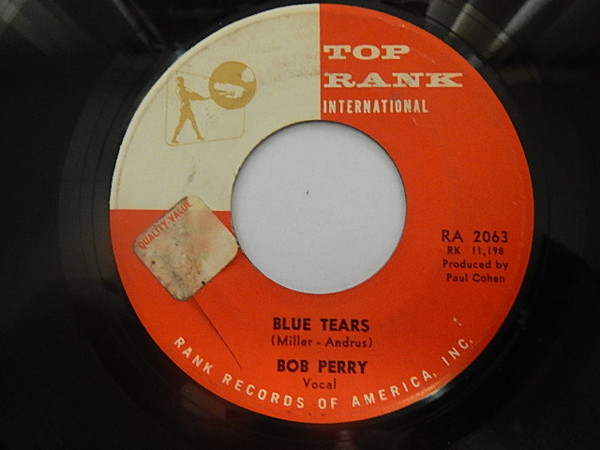 TOP
RANK
INTERNATIONAL
QUALITY-VALUE
RA 2063
RK 11,198
Produced by
Paul Cohen
BLUE TEARS
(Miller - Andrus)
BOB PERRY
Vocal
RANK RECORDS OF AMERICA, INC.